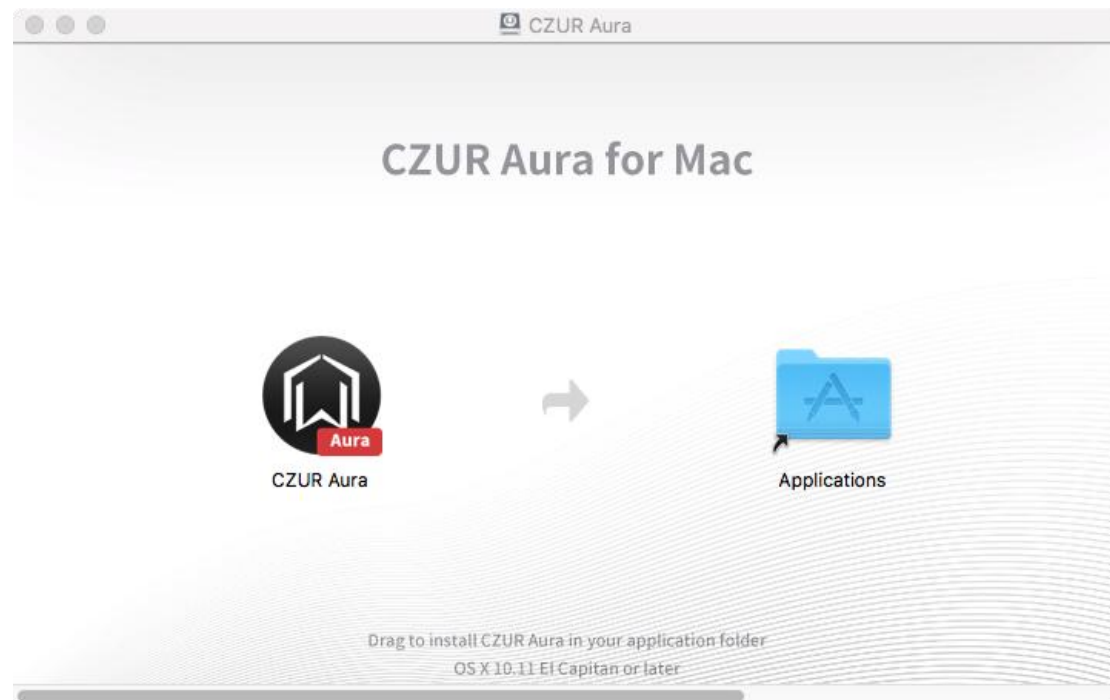 CZUR Aura
CZUR Aura for Mac
Aura
CZUR Aura
Applications
Drag to install CZUR Aura in your application folder
OS X 10.11 El Capitan or later